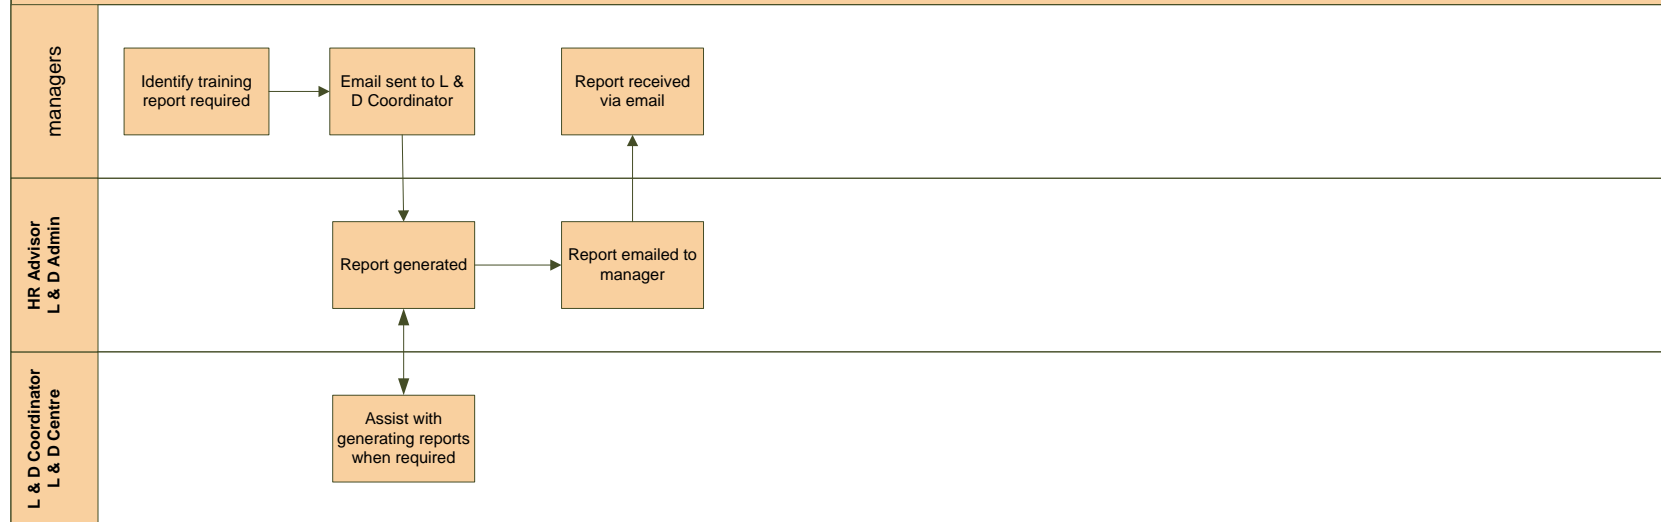 managers
Identify training
report required
Email sent to L &
D Coordinator
Report received
via email
HR Advisor
L & D Admin
Report generated
Report emailed to
manager
L & D Coordinator
L & D Centre
Assist with
generating reports
when required